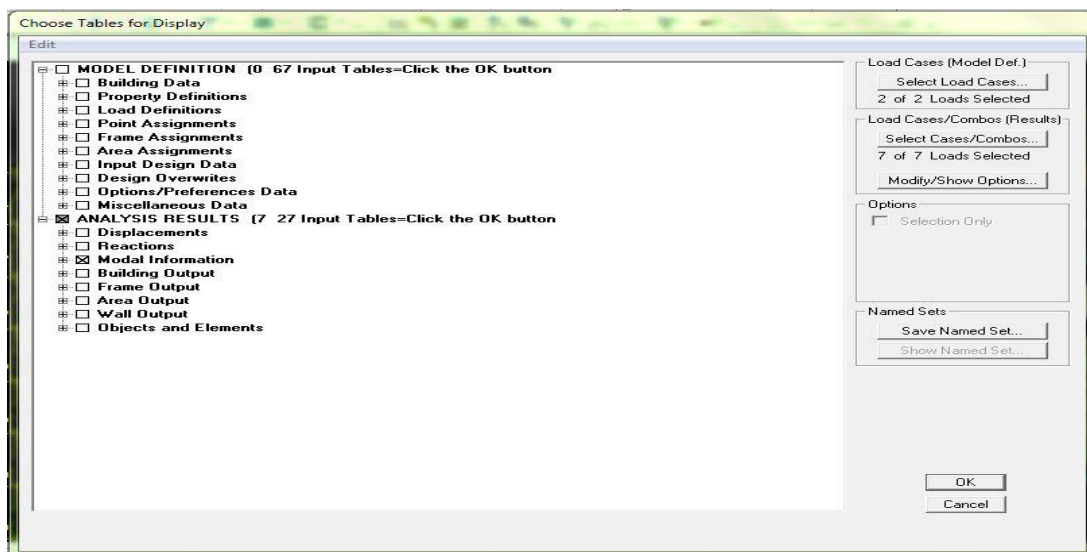 Choose Tables for Display
Edit
MODEL DEFINITION (0 67 Input Tables=Click the OK button
Building Data
Property Definitions
Load Definitions
Point Assignments
Frame Assignments
Area Assignments
Input Design Data
Design Overwrites
Options/Preferences Data
Miscellaneous Data
ANALYSIS RESULTS (7 27 Input Tables=Click the OK button
Displacements
Reactions
Modal Information
Building Output
Frame Output
Area Output
Wall Output
Objects and Elements
Load Cases (Model Def.)
Select Load Cases...
2 of 2 Loads Selected
Load Cases/Combos (Results)
Select Cases/Combos...
7 of 7 Loads Selected
Modify/Show Options...
Options
Selection Only
Named Sets
Save Named Set...
Show Named Set...
OK
Cancel